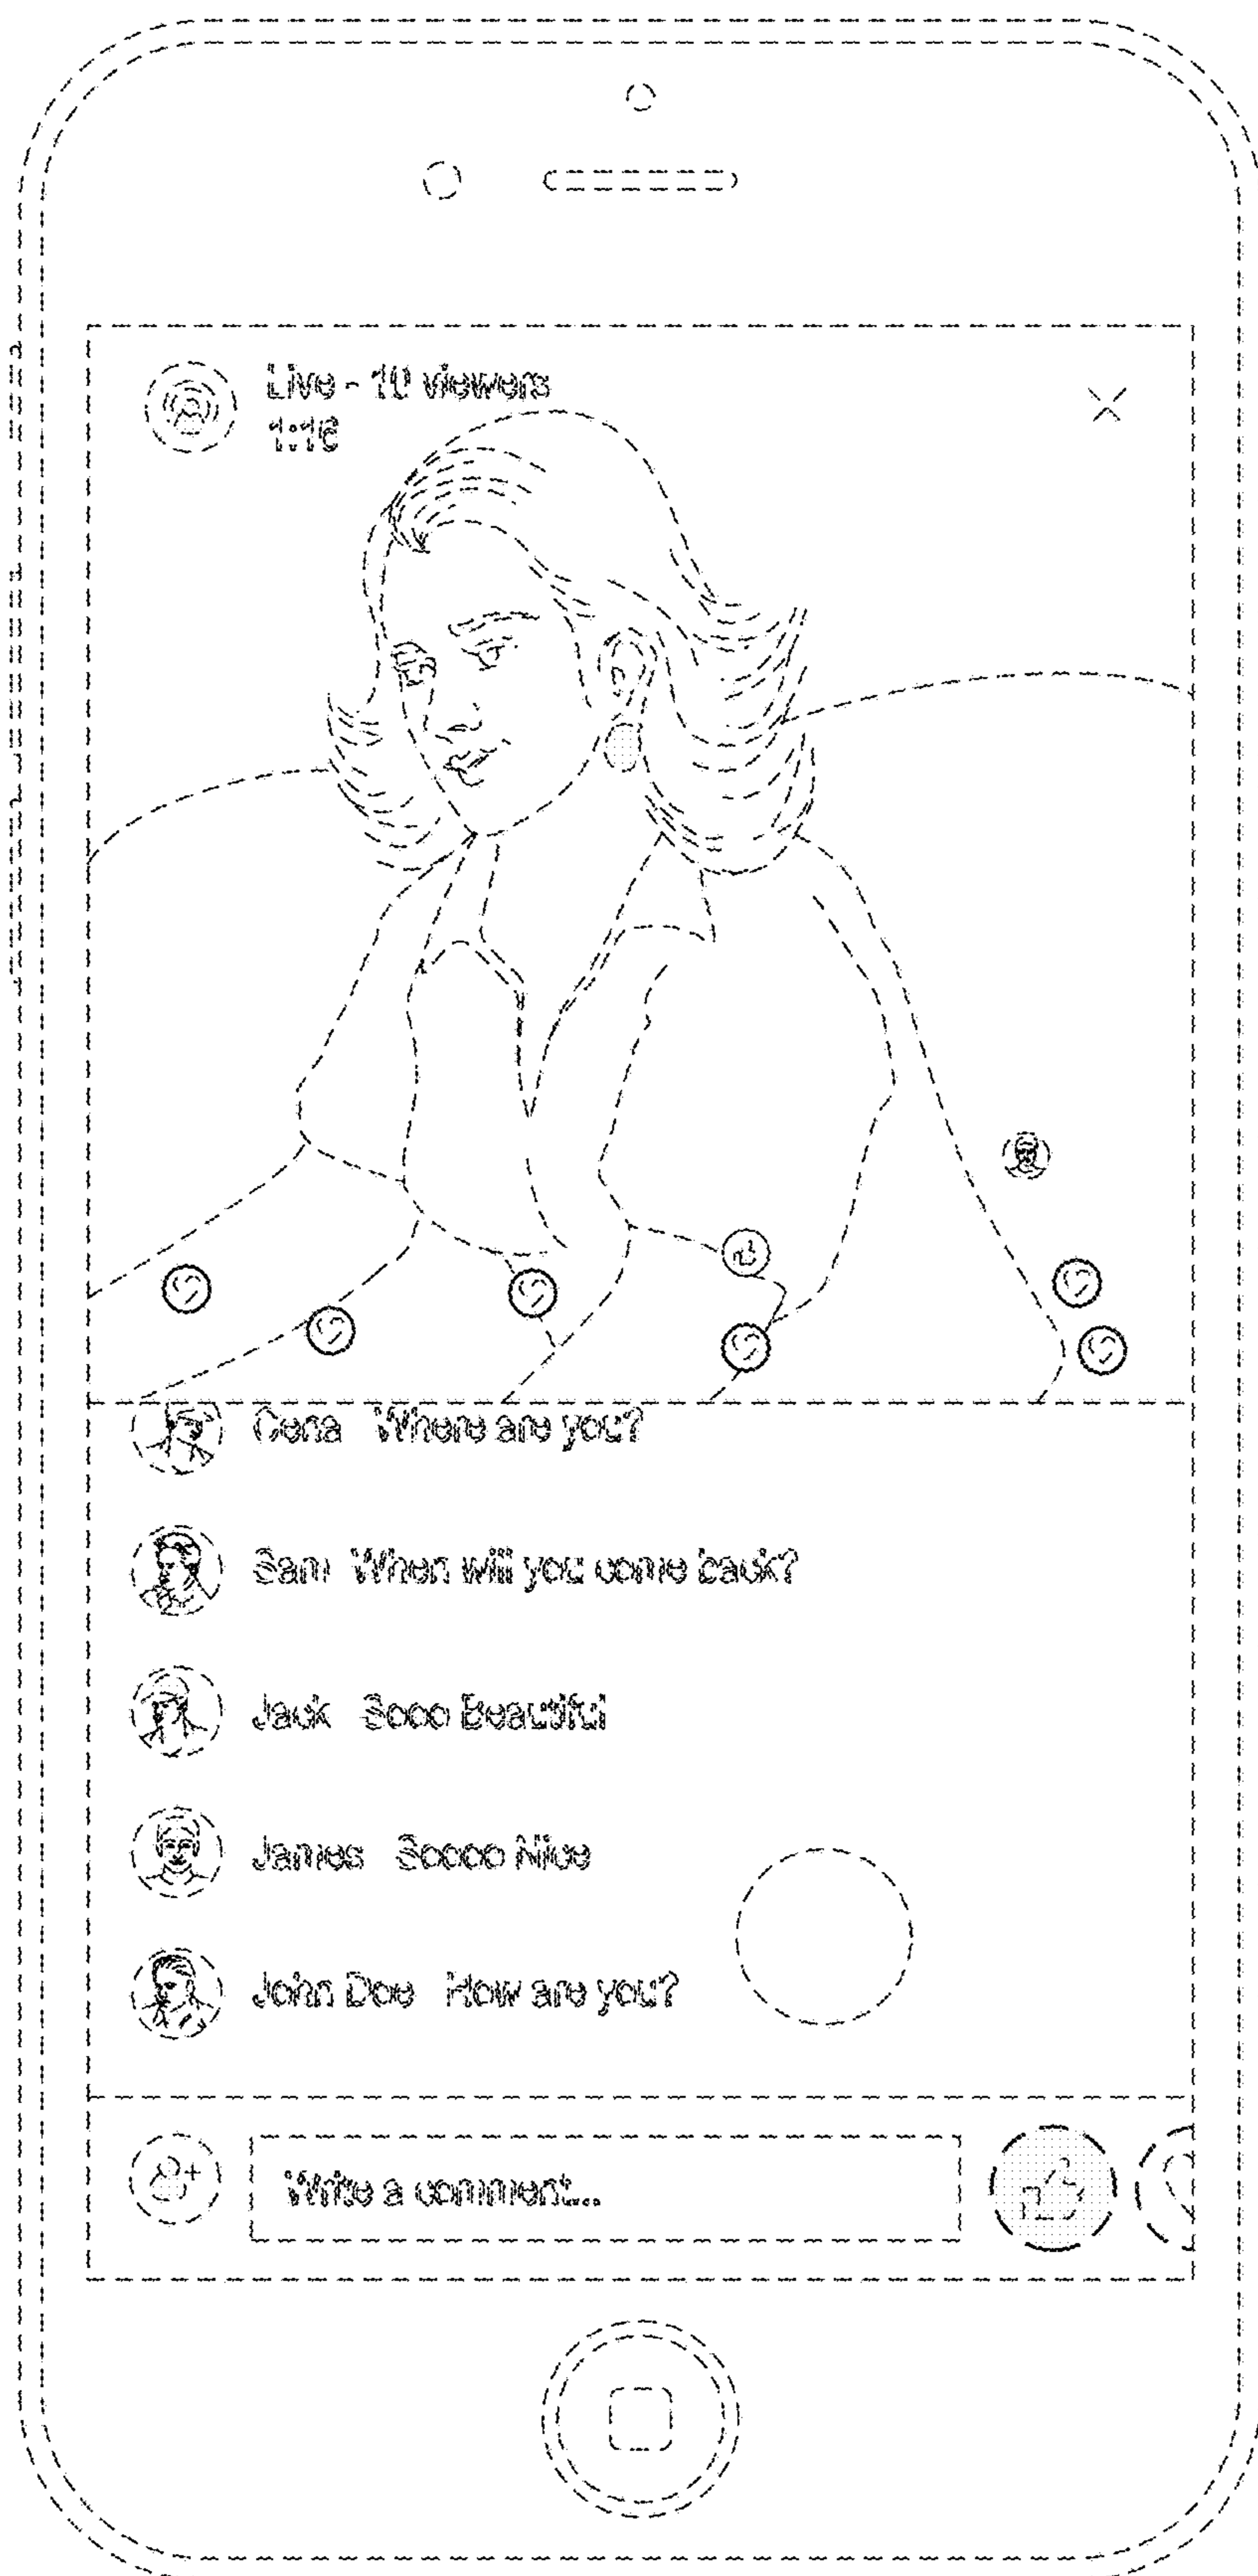 Live - 10 viewers
1:16
Cena Where are you?
Sam When will you come back?
Jack Sooo Beautiful
James Soooo Nice
John Doe How are you?
Write a comment...